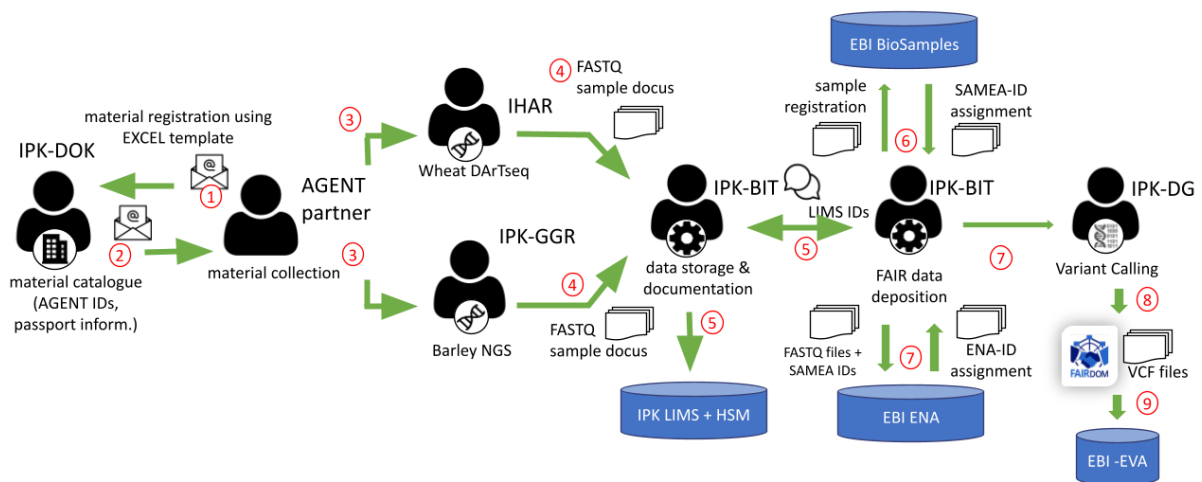 material registration using
EXCEL template
IPK-DOK
@
1
@
2
material catalogue
(AGENT IDs,
passport inform.)
AGENT
partner
material collection
3
3
IHAR
Wheat DArTseq
IPK-GGR
Barley NGS
4
FASTQ
sample docus
4
FASTQ
sample docus
IPK-BIT
data storage &
documentation
5
IPK LIMS + HSM
LIMS IDs
5
EBI BioSamples
sample
registration
6
SAMEA-ID
assignment
IPK-BIT
FAIR data
deposition
FASTQ files +
SAMEA IDs
7
ENA-ID
assignment
EBI ENA
7
IPK-DG
Variant Calling
8
FAIRDOM
VCF files
9
EBI -EVA